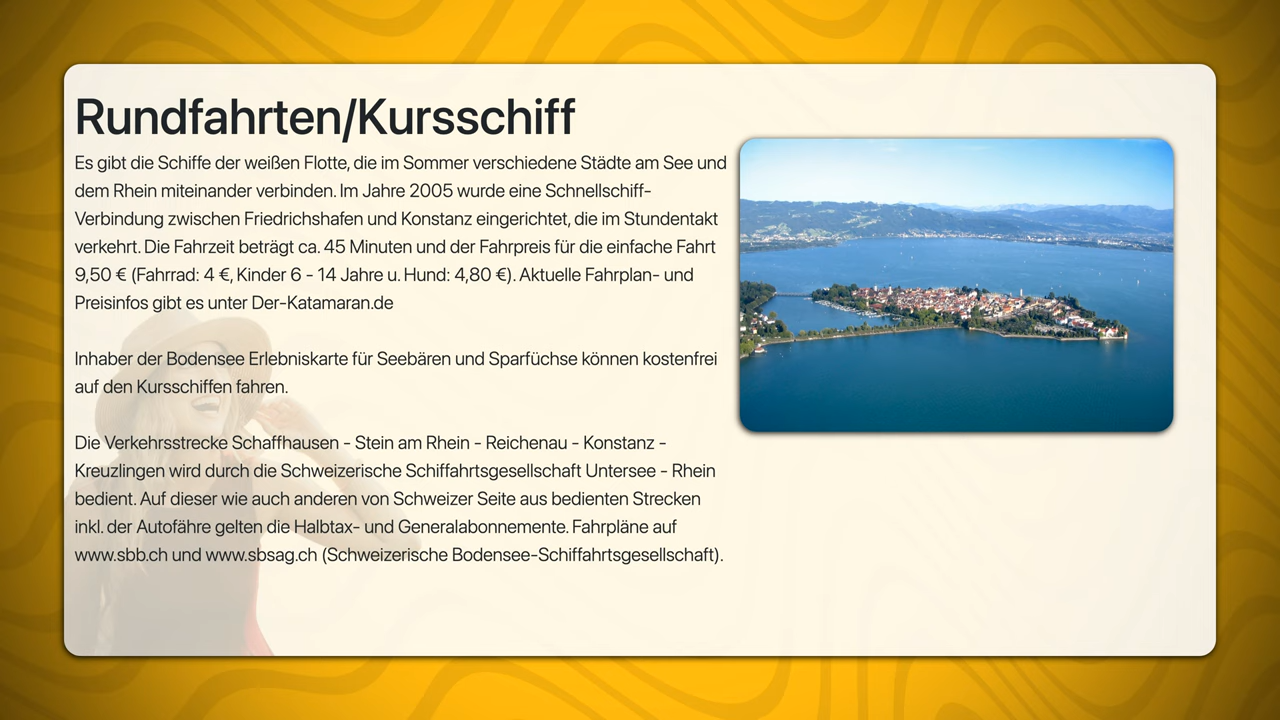 Rundfahrten/Kursschiff
Es gibt die Schiffe der weißen Flotte, die im Sommer verschiedene Städte am See und
dem Rhein miteinander verbinden. Im Jahre 2005 wurde eine Schnellschiff-
Verbindung zwischen Friedrichshafen und Konstanz eingerichtet, die im Stundentakt
verkehrt. Die Fahrzeit beträgt ca. 45 Minuten und der Fahrpreis für die einfache Fahrt
9,50 € (Fahrrad: 4 €, Kinder 6 - 14 Jahre u. Hund: 4,80 €). Aktuelle Fahrplan- und
Preisinfos gibt es unter Der-Katamaran.de
Inhaber der Bodensee Erlebniskarte für Seebären und Sparfüchse können kostenfrei
auf den Kursschiffen fahren.
Die Verkehrsstrecke Schaffhausen - Stein am Rhein - Reichenau - Konstanz -
Kreuzlingen wird durch die Schweizerische Schiffahrtsgesellschaft Untersee - Rhein
bedient. Auf dieser wie auch anderen von Schweizer Seite aus bedienten Strecken
inkl. der Autofähre gelten die Halbtax- und Generalabonnemente. Fahrpläne auf
www.sbb.ch und www.sbsag.ch (Schweizerische Bodensee-Schiffahrtsgesellschaft).